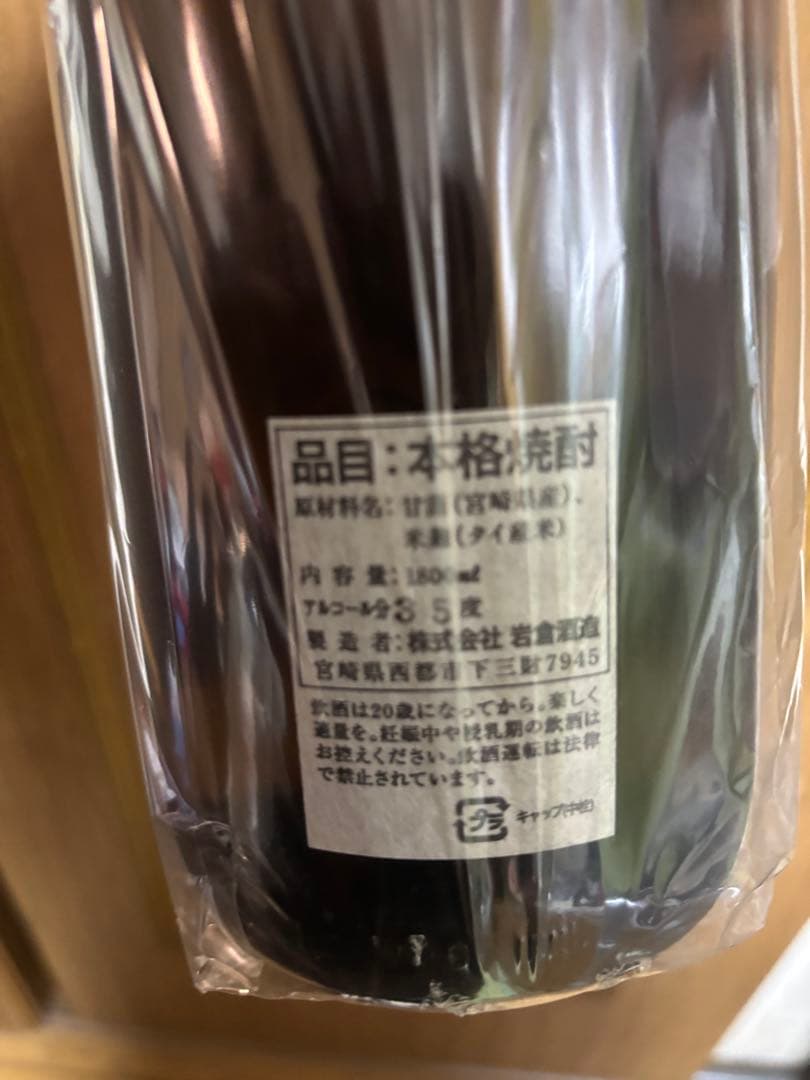 品目：本格焼酎
原材料名：甘藷(宮崎県産)、
米麹(タイ産米)
内容量：1800ml
アルコール分35度
製造者：株式会社 岩倉酒造
宮崎県西都市下三財7945
飲酒は20歳になってから。楽しく
適量を。妊娠中や授乳期の飲酒は
お控えください。飲酒運転は法律
で禁止されています。
プラ キャップ(中栓)